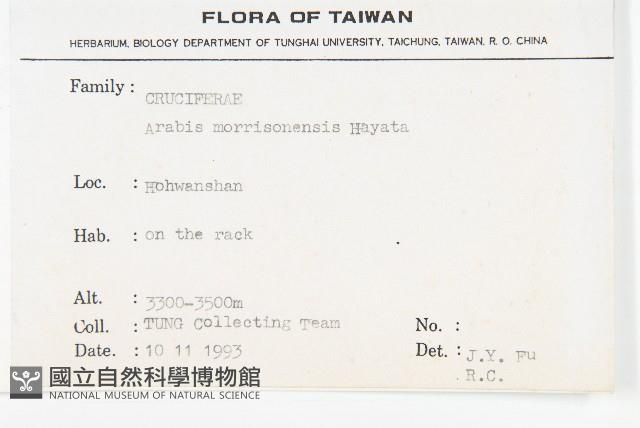 FLORA OF TAIWAN
HERBARIUM, BIOLOGY DEPARTMENT OF TUNGHAI UNIVERSITY, TAICHUNG, TAIWAN, R. O. CHINA
Family : CRUCIFERAE
Arabis morrisonensis Hayata
Loc. : Hohwanshan
Hab. : on the rack
Alt. : 3300-3500m
Coll. : TUNG Collecting Team No. :
Date. : 10 11 1993 Det. : J.Y. Fu
R.C.
國立自然科學博物館
NATIONAL MUSEUM OF NATURAL SCIENCE